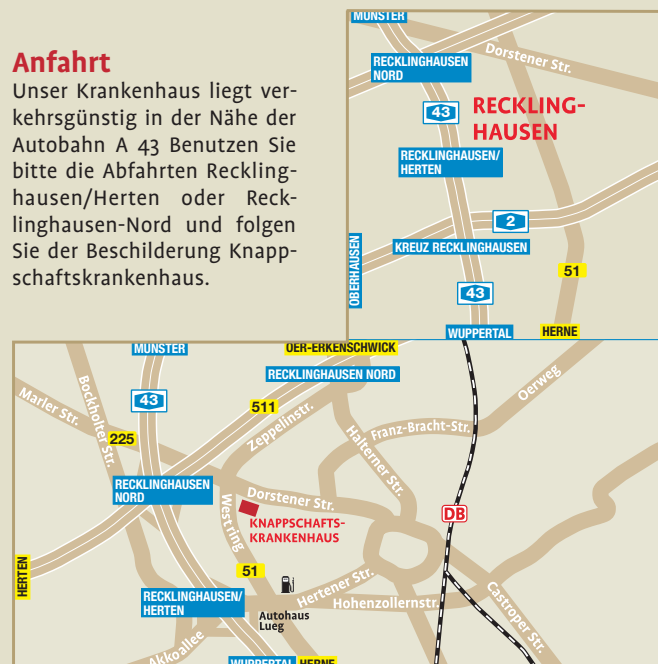 Anfahrt
Unser Krankenhaus liegt ver-
kehrsgünstig in der Nähe der
Autobahn A 43 Benutzen Sie
bitte die Abfahrten Reckling-
hausen/Herten oder Reck-
linghausen-Nord und folgen
Sie der Beschilderung Knapp-
schaftskrankenhaus.
MÜNSTER
Dorstener Str.
RECKLINGHAUSEN
NORD
43
RECKLING-
HAUSEN
RECKLINGHAUSEN/
HERTEN
2
KREUZ RECKLINGHAUSEN
OBERHAUSEN
51
43
WUPPERTAL
HERNE
MÜNSTER
OER-ERKENSCHWICK
RECKLINGHAUSEN NORD
Marler Str.
Bockholter Str.
43
511
Zeppelinstr.
Halterner Str.
Franz-Bracht-Str.
Oerweg
225
RECKLINGHAUSEN
NORD
Westring
Dorstener Str.
KNAPPSCHAFTS-
KRANKENHAUS
DB
HERTEN
51
RECKLINGHAUSEN/
HERTEN
Autohaus
Lueg
Hertener Str.
Hohenzollernstr.
Castroper Str.
Akkoallee
WUPPERTAL
HERNE